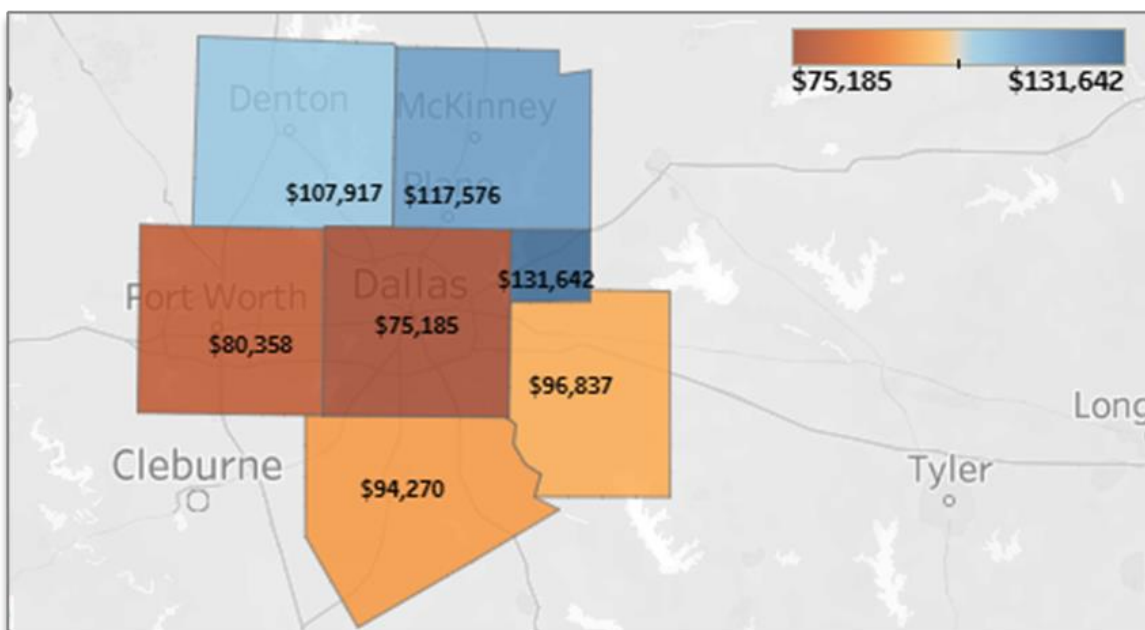 $75,185 $131,642
Denton McKinney
$107,917 $117,576
Plano
Fort Worth Dallas $131,642
$80,358 $75,185
$96,837
Long
Cleburne $94,270 Tyler